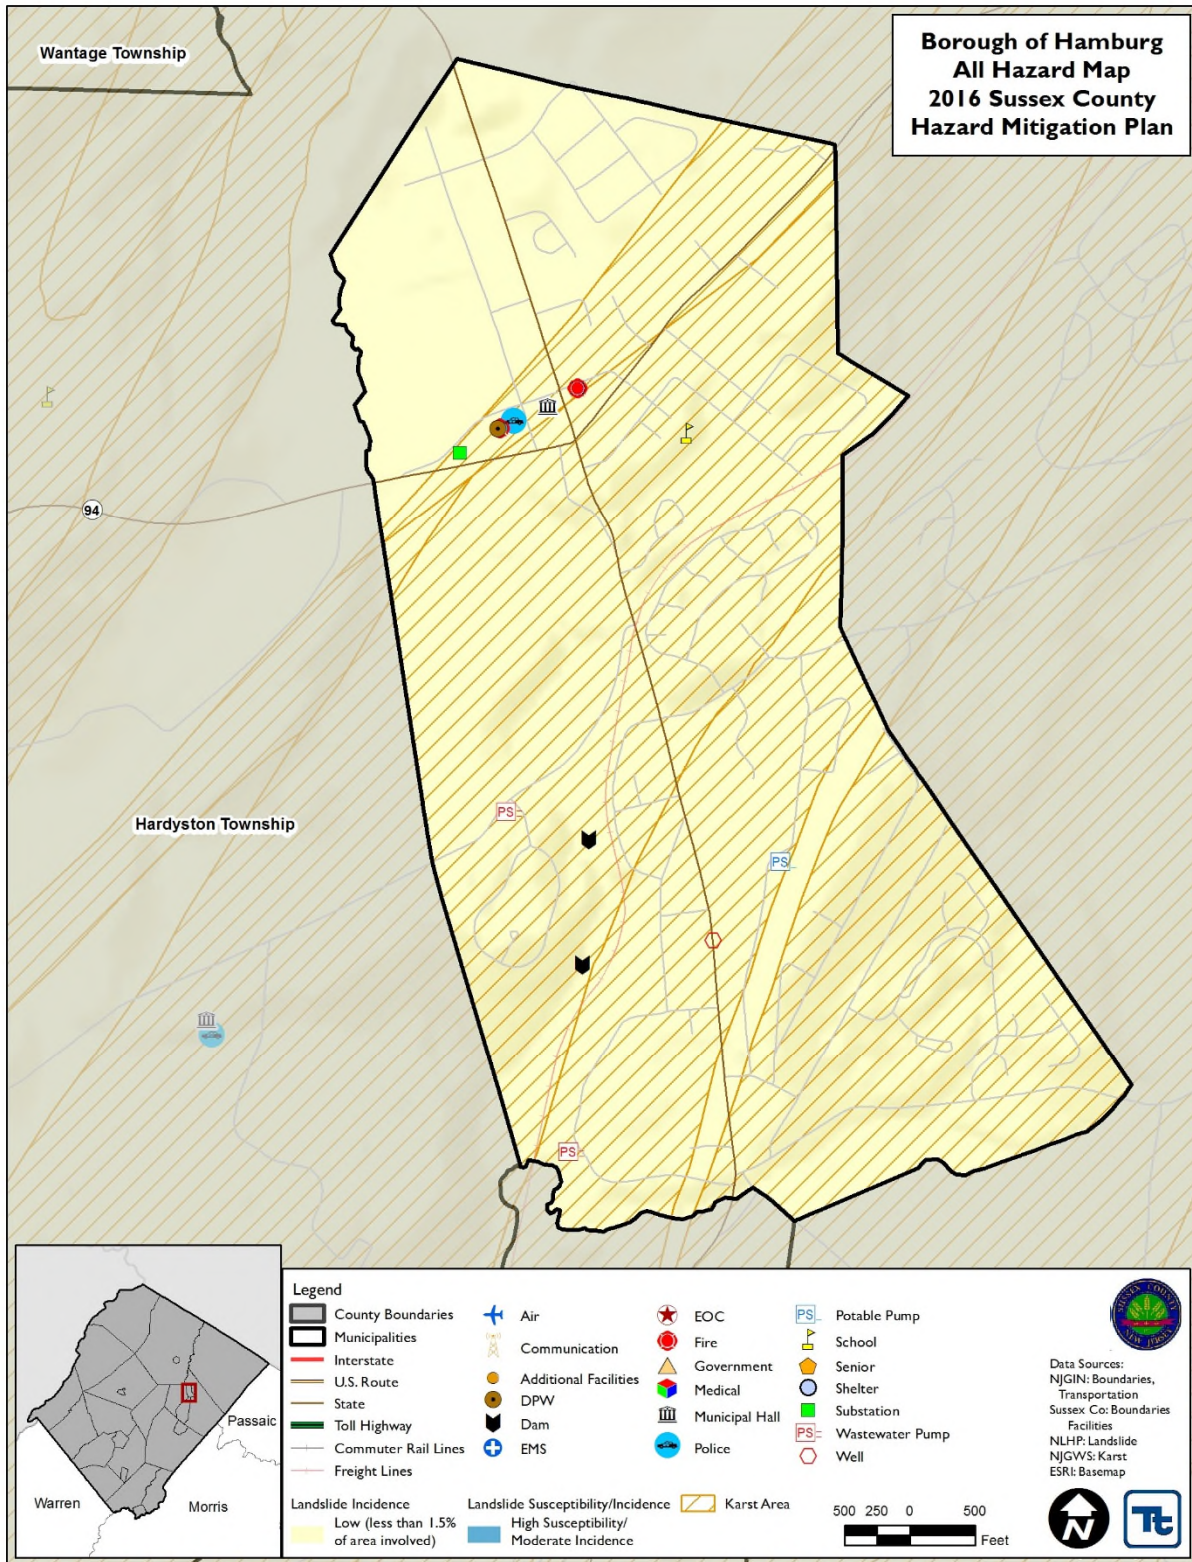 Wantage Township
Borough of Hamburg
All Hazard Map
2016 Sussex County
Hazard Mitigation Plan
94
Hardyston Township
PS
PS
PS
Passaic
Warren
Morris
Legend
County Boundaries
Municipalities
Interstate
U.S. Route
State
Toll Highway
Commuter Rail Lines
Freight Lines
Air
Communication
Additional Facilities
DPW
Dam
EMS
EOC
Fire
Government
Medical
Municipal Hall
Police
PS Potable Pump
School
Senior
Shelter
Substation
PS Wastewater Pump
Well
Landslide Incidence
Low (less than 1.5%
of area involved)
Landslide Susceptibility/Incidence
High Susceptibility/
Moderate Incidence
Karst Area
500 250 0 500
Feet
SUSSEX COUNTY
NEW JERSEY
Data Sources:
NJGIN: Boundaries,
Transportation
Sussex Co: Boundaries
Facilities
NLHP: Landslide
NJGWS: Karst
ESRI: Basemap
N
Tt